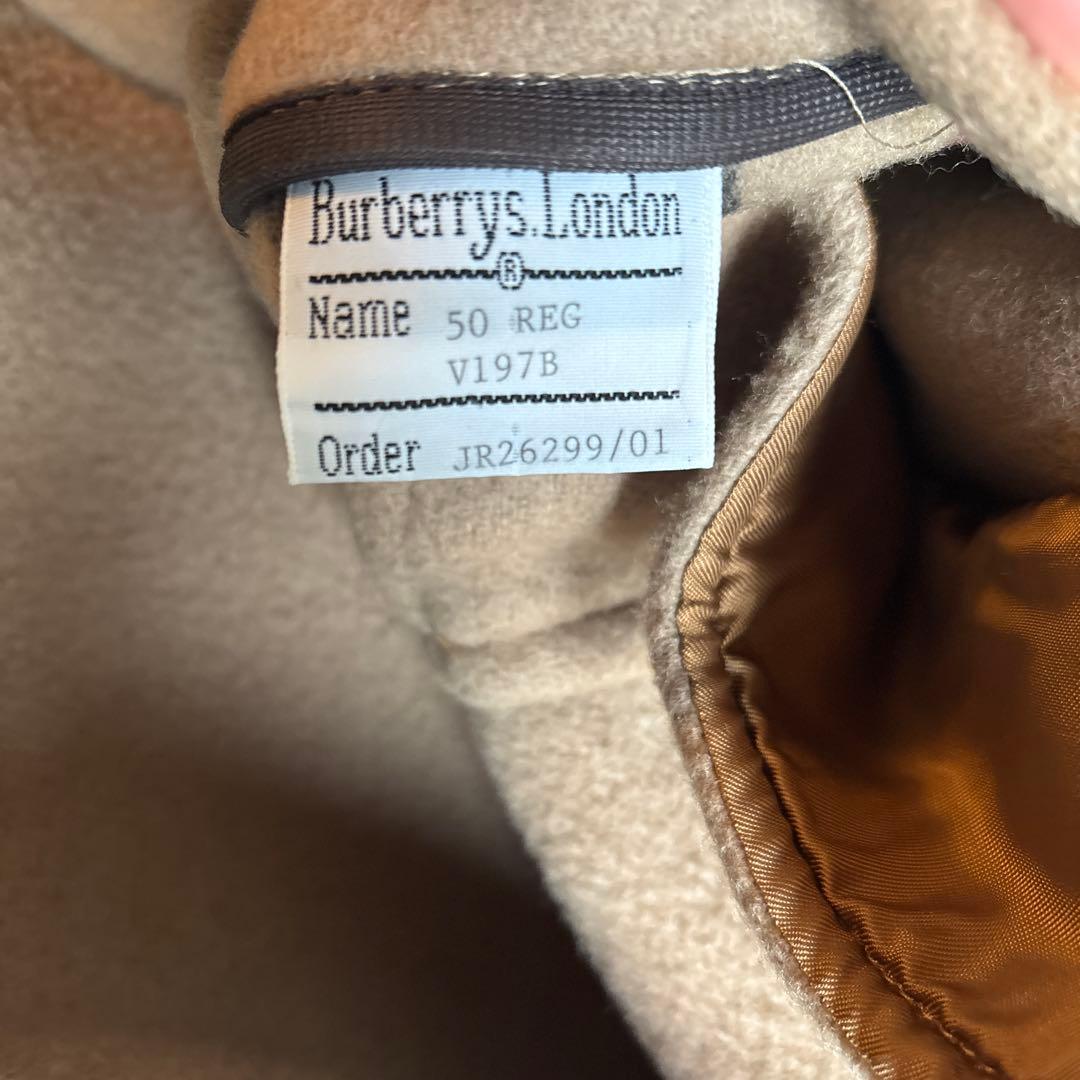 Burberrys.London
®
Name 50 REG
V197B
Order JR26299/01